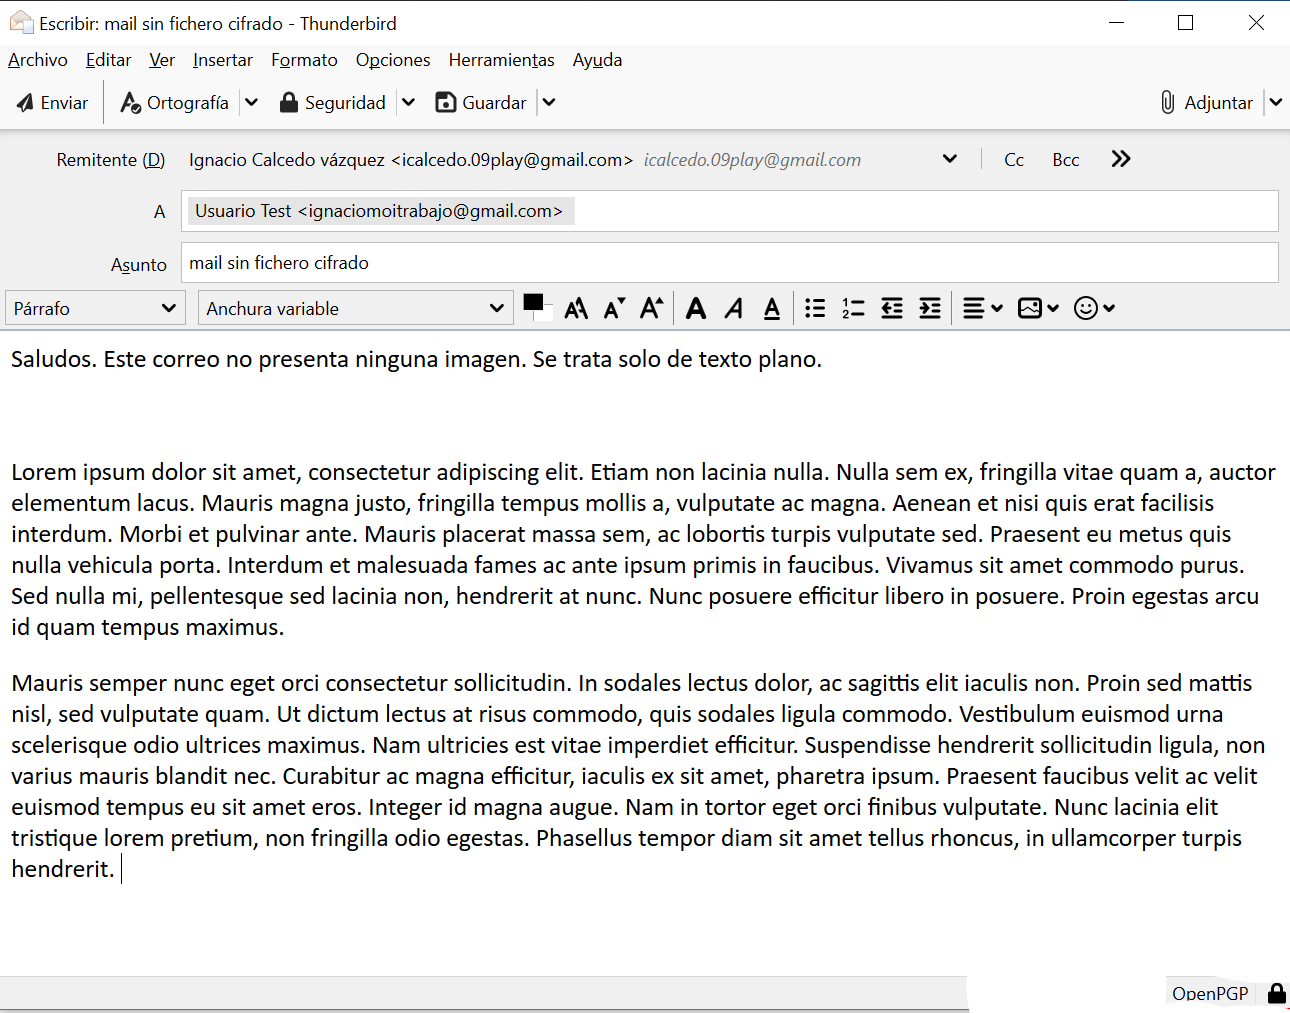 Escribir: mail sin fichero cifrado - Thunderbird
Archivo Editar Ver Insertar Formato Opciones Herramientas Ayuda
Enviar Ortografía Seguridad Guardar Adjuntar
Remitente (D) Ignacio Calcedo vázquez <icalcedo.09play@gmail.com> icalcedo.09play@gmail.com Cc Bcc
A Usuario Test <ignaciomoitrabajo@gmail.com>
Asunto mail sin fichero cifrado
Párrafo Anchura variable
Saludos. Este correo no presenta ninguna imagen. Se trata solo de texto plano.
Lorem ipsum dolor sit amet, consectetur adipiscing elit. Etiam non lacinia nulla. Nulla sem ex, fringilla vitae quam a, auctor
elementum lacus. Mauris magna justo, fringilla tempus mollis a, vulputate ac magna. Aenean et nisi quis erat facilisis
interdum. Morbi et pulvinar ante. Mauris placerat massa sem, ac lobortis turpis vulputate sed. Praesent eu metus quis
nulla vehicula porta. Interdum et malesuada fames ac ante ipsum primis in faucibus. Vivamus sit amet commodo purus.
Sed nulla mi, pellentesque sed lacinia non, hendrerit at nunc. Nunc posuere efficitur libero in posuere. Proin egestas arcu
id quam tempus maximus.
Mauris semper nunc eget orci consectetur sollicitudin. In sodales lectus dolor, ac sagittis elit iaculis non. Proin sed mattis
nisl, sed vulputate quam. Ut dictum lectus at risus commodo, quis sodales ligula commodo. Vestibulum euismod urna
scelerisque odio ultrices maximus. Nam ultricies est vitae imperdiet efficitur. Suspendisse hendrerit sollicitudin ligula, non
varius mauris blandit nec. Curabitur ac magna efficitur, iaculis ex sit amet, pharetra ipsum. Praesent faucibus velit ac velit
euismod tempus eu sit amet eros. Integer id magna augue. Nam in tortor eget orci finibus vulputate. Nunc lacinia elit
tristique lorem pretium, non fringilla odio egestas. Phasellus tempor diam sit amet tellus rhoncus, in ullamcorper turpis
hendrerit.
OpenPGP